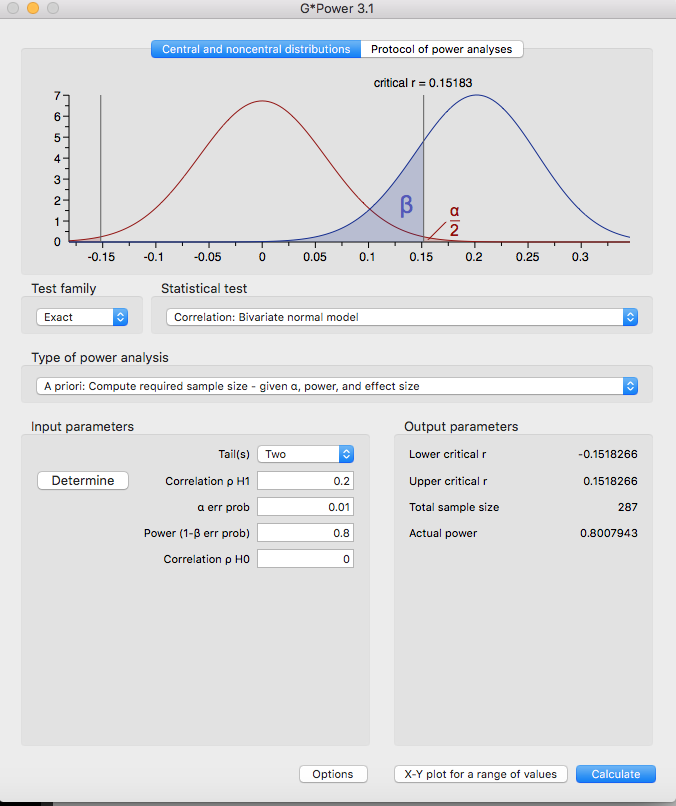 G*Power 3.1
Central and noncentral distributions Protocol of power analyses
critical r = 0.15183
7
6
5
4
3
2
1
0
β
α
2
-0.15 -0.1 -0.05 0 0.05 0.1 0.15 0.2 0.25 0.3
Test family Statistical test
Exact Correlation: Bivariate normal model
Type of power analysis
A priori: Compute required sample size - given α, power, and effect size
Input parameters Output parameters
Tail(s) Two Lower critical r -0.1518266
Determine Correlation ρ H1 0.2 Upper critical r 0.1518266
α err prob 0.01 Total sample size 287
Power (1-β err prob) 0.8 Actual power 0.8007943
Correlation ρ H0 0
Options X-Y plot for a range of values Calculate